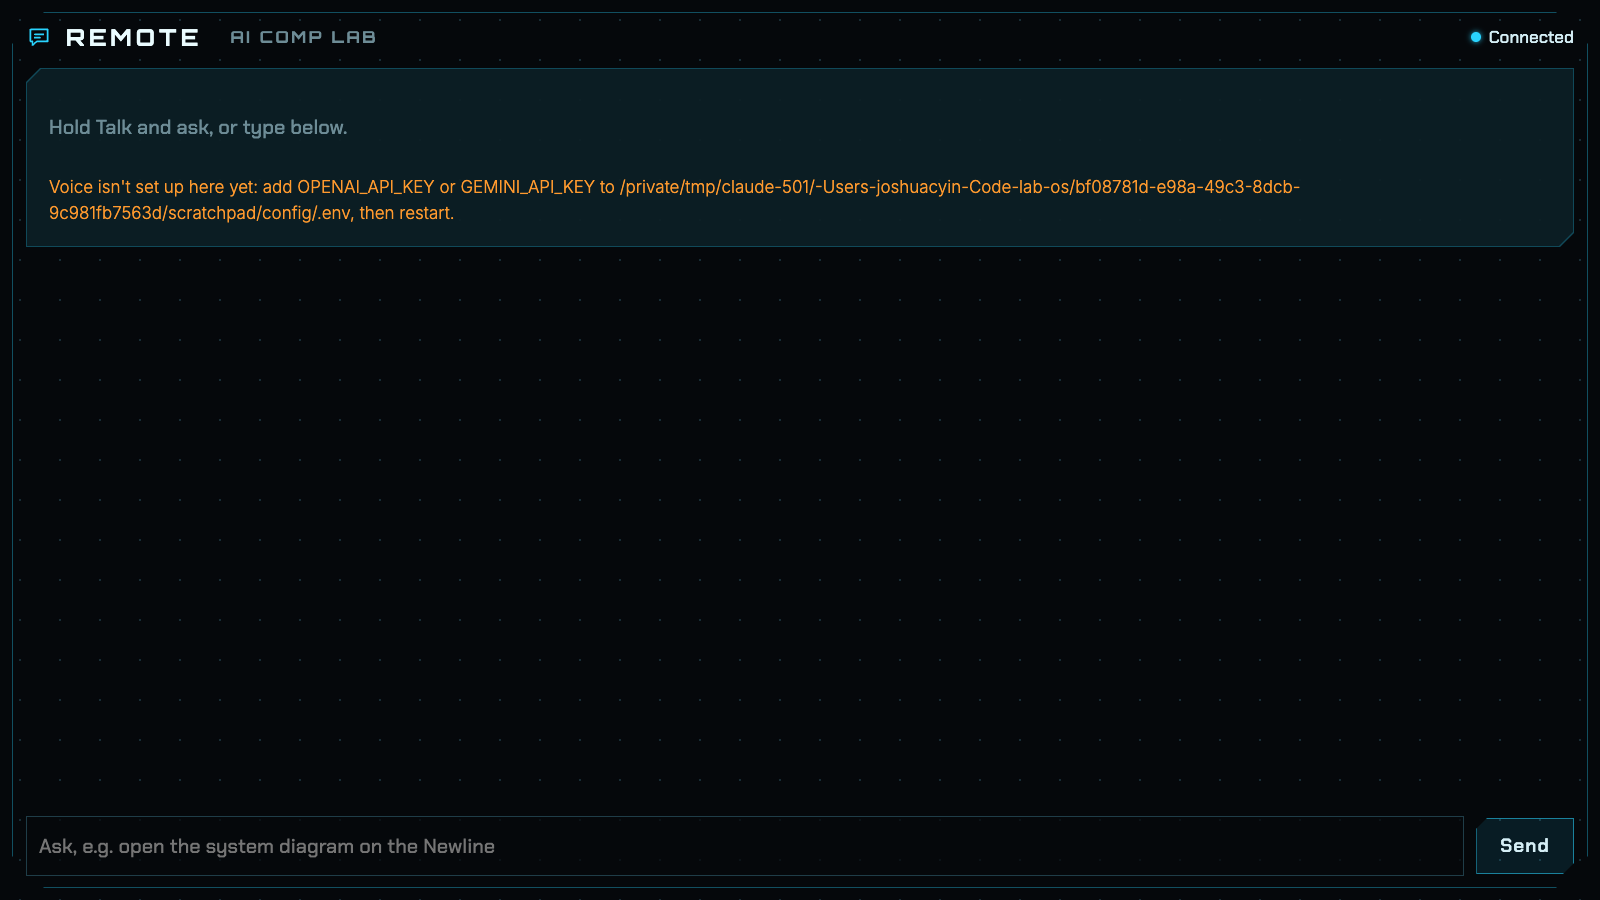 REMOTE AI COMP LAB
Connected
Hold Talk and ask, or type below.
Voice isn't set up here yet: add OPENAI_API_KEY or GEMINI_API_KEY to /private/tmp/claude-501/-Users-joshuacyin-Code-lab-os/bf08781d-e98a-49c3-8dcb-
9c981fb7563d/scratchpad/config/.env, then restart.
Ask, e.g. open the system diagram on the Newline
Send